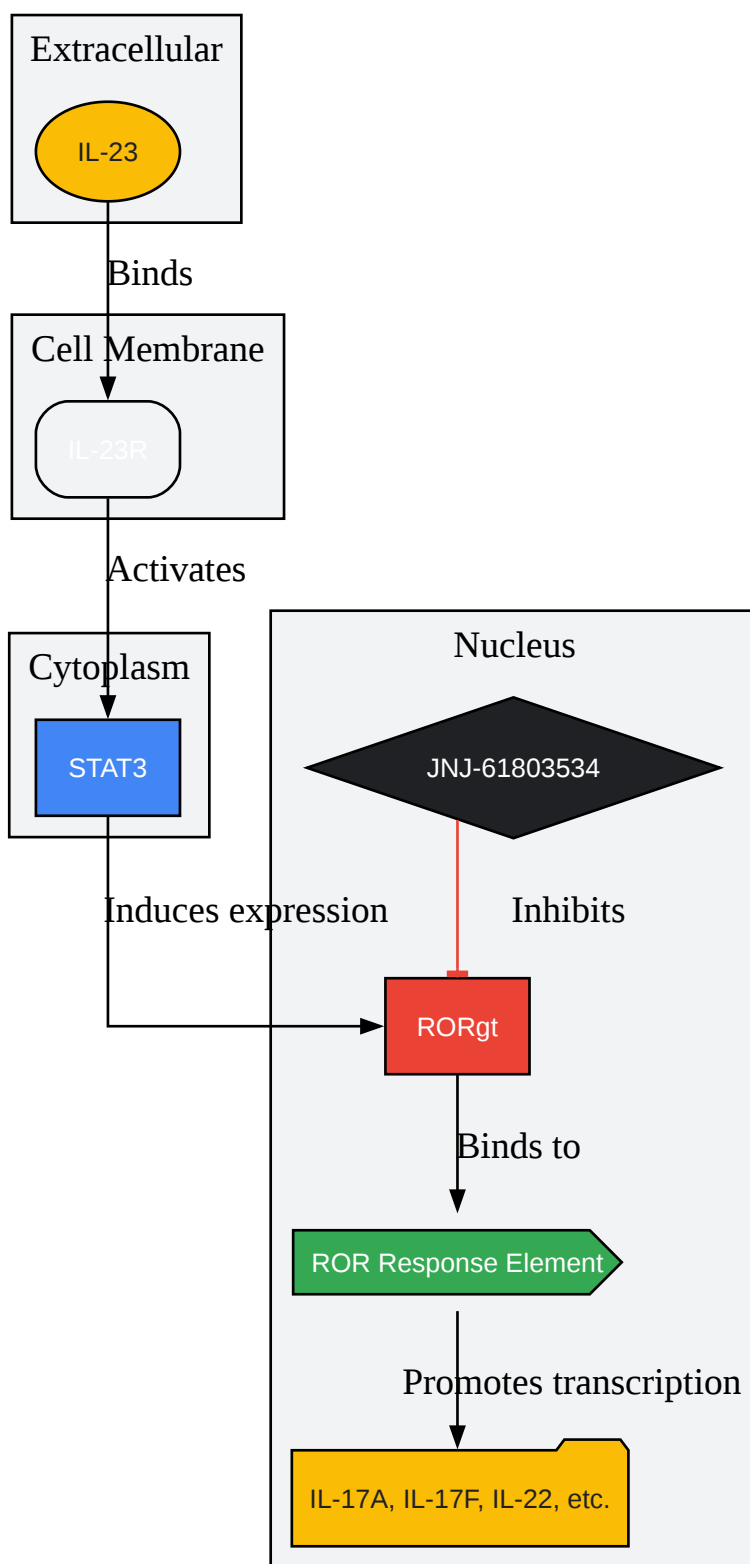 Extracellular
IL-23
Binds
Cell Membrane
IL-23R
Activates
Cytoplasm
STAT3
Nucleus
JNJ-61803534
Induces expression
Inhibits
RORgt
Binds to
ROR Response Element
Promotes transcription
IL-17A, IL-17F, IL-22, etc.